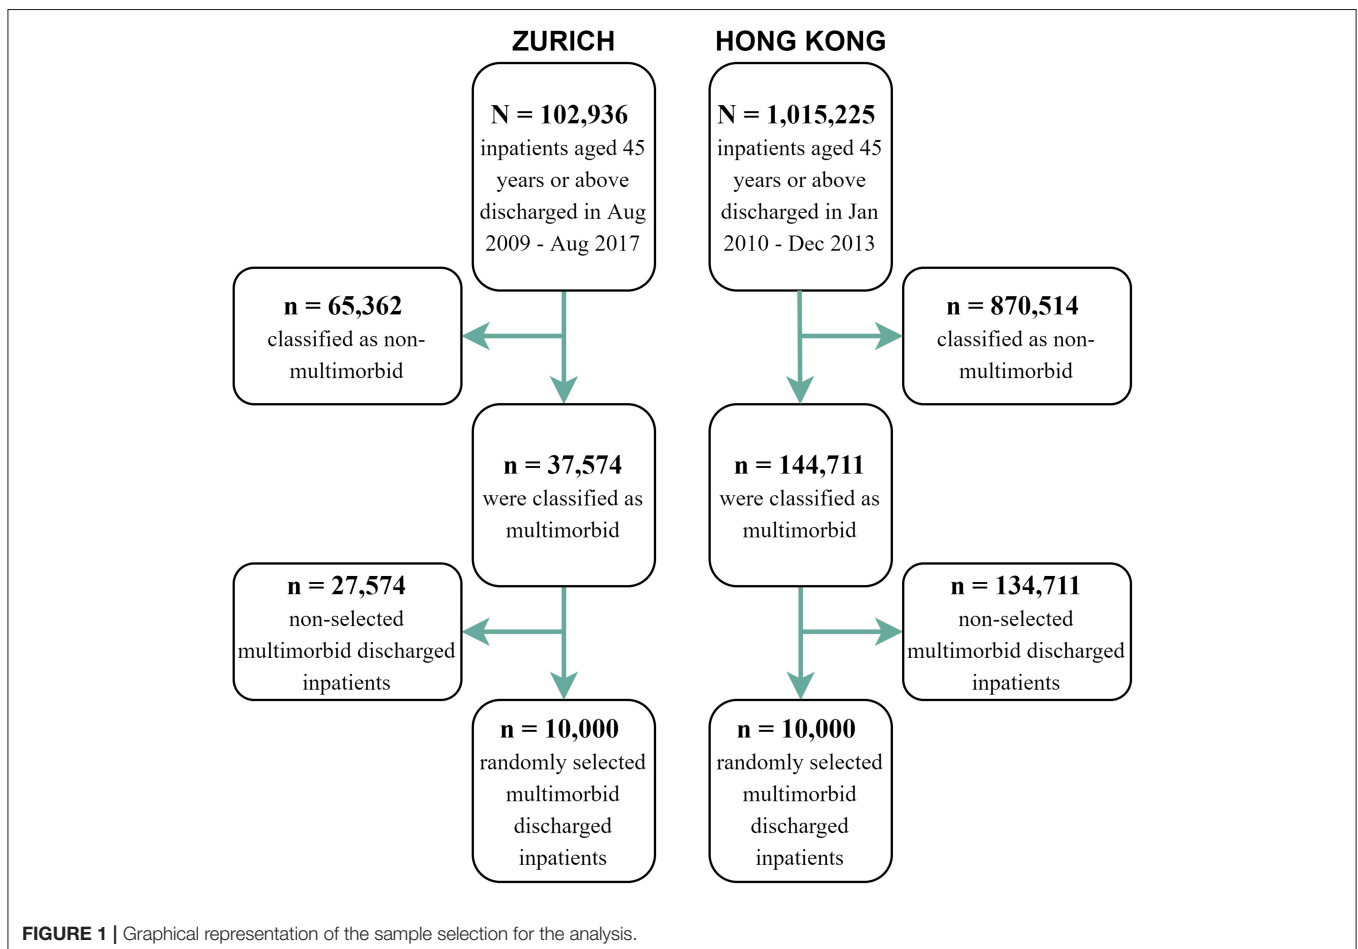 ZURICH
N = 102,936
inpatients aged 45
years or above
discharged in Aug
2009 - Aug 2017
n = 65,362
classified as non-
multimorbid
n = 37,574
were classified as
multimorbid
n = 27,574
non-selected
multimorbid discharged
inpatients
n = 10,000
randomly selected
multimorbid
discharged
inpatients
HONG KONG
N = 1,015,225
inpatients aged 45
years or above
discharged in Jan
2010 - Dec 2013
n = 870,514
classified as non-
multimorbid
n = 144,711
were classified as
multimorbid
n = 134,711
non-selected
multimorbid discharged
inpatients
n = 10,000
randomly selected
multimorbid
discharged
inpatients
FIGURE 1 | Graphical representation of the sample selection for the analysis.